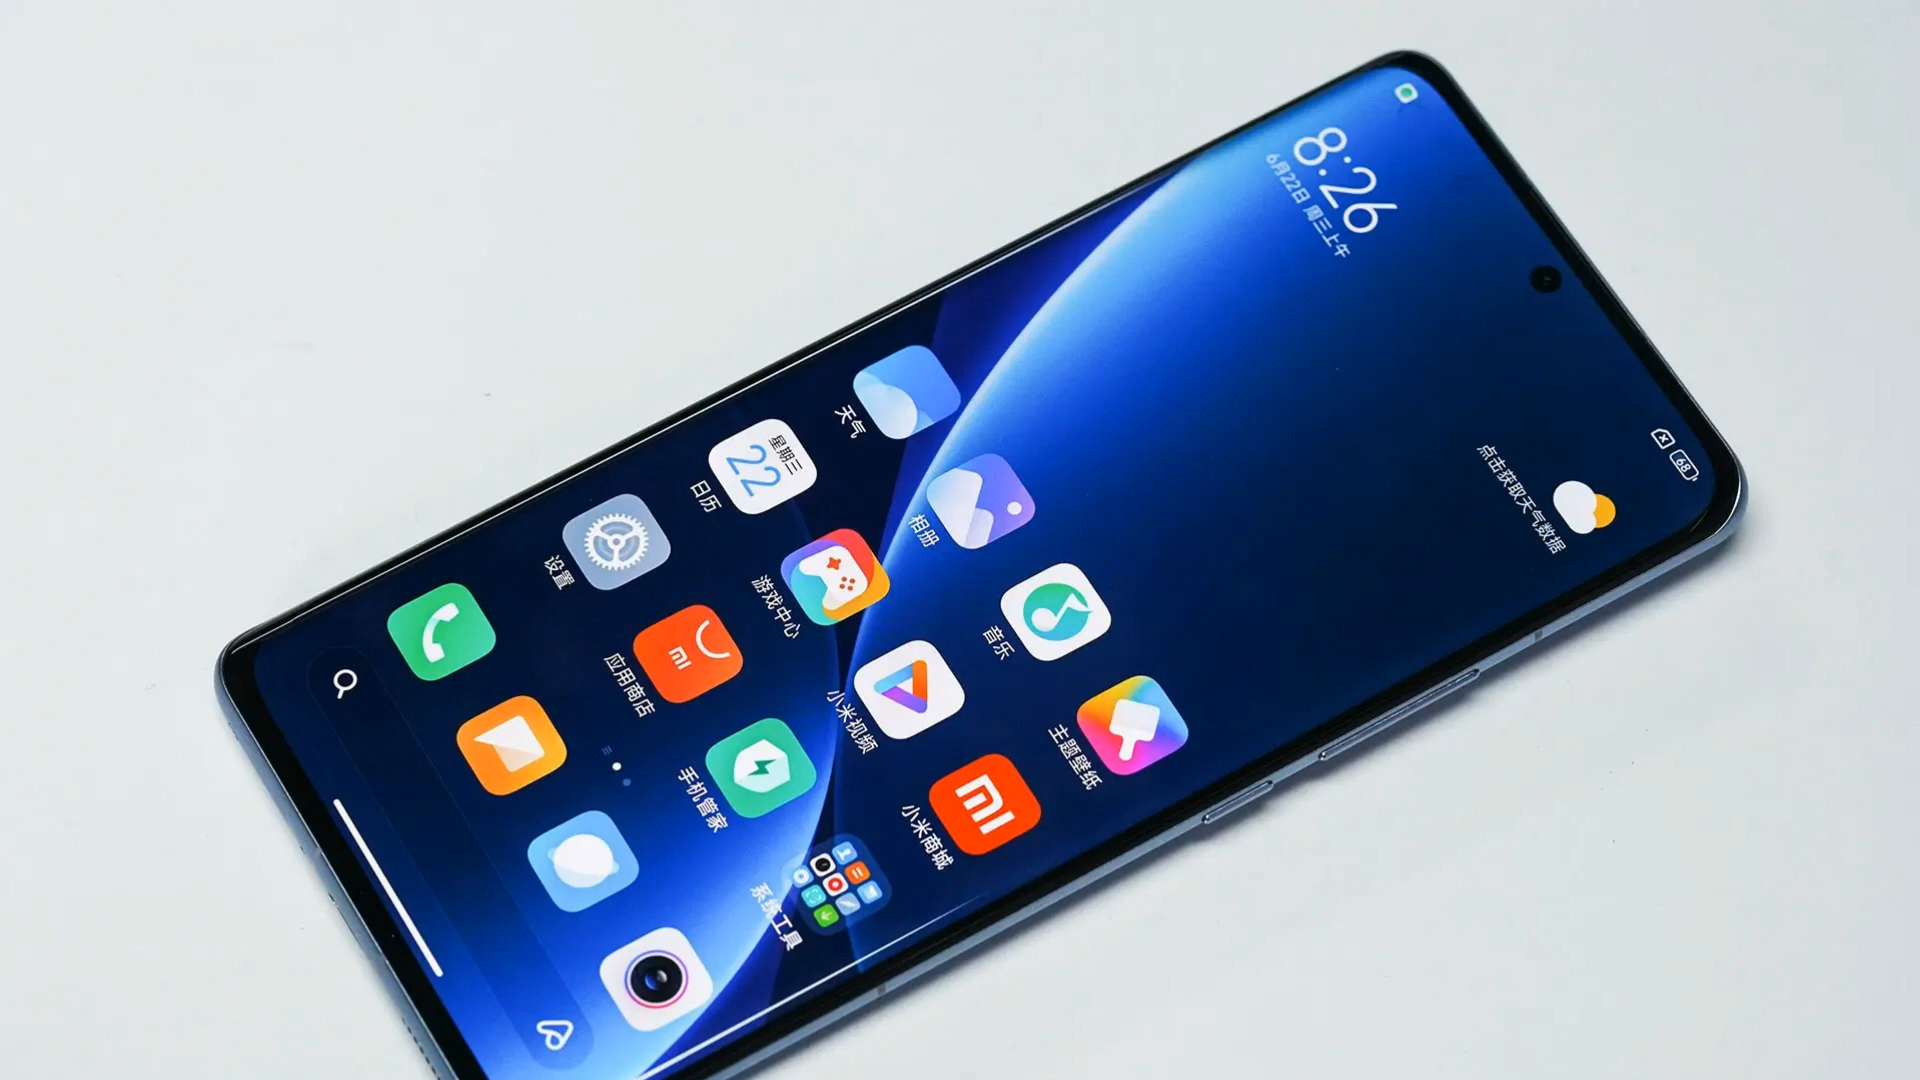 68
8:26
6月22日 周三上午
点击获取天气数据
天气
相册
音乐
主题壁纸
星期三
22
日历
游戏中心
小米视频
mi
小米商城
设置
mi
应用商店
手机管家
系统工具